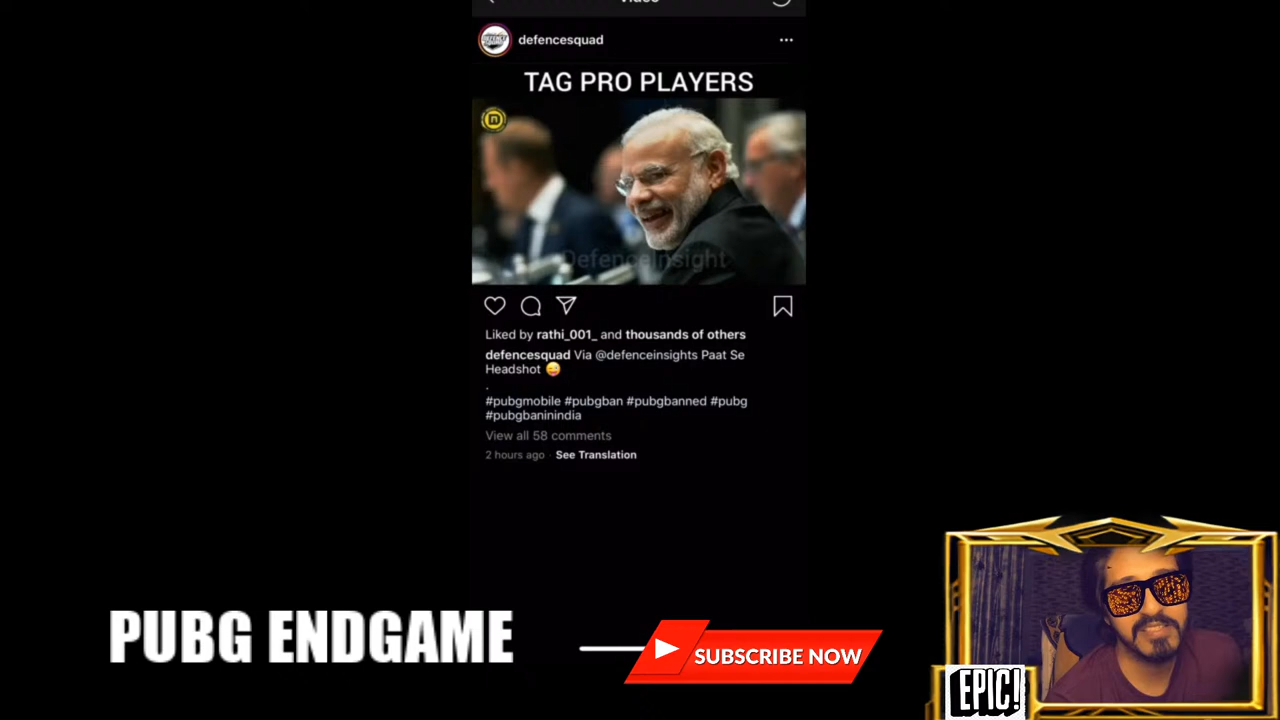 Video
defencesquad
TAG PRO PLAYERS
DefenceInsight
Liked by rathi_001_ and thousands of others
defencesquad Via @defenceinsights Paat Se
Headshot 😜
.
#pubgmobile #pubgban #pubgbanned #pubg
#pubgbaninindia
View all 58 comments
2 hours ago · See Translation
PUBG ENDGAME
SUBSCRIBE NOW
EPIC!